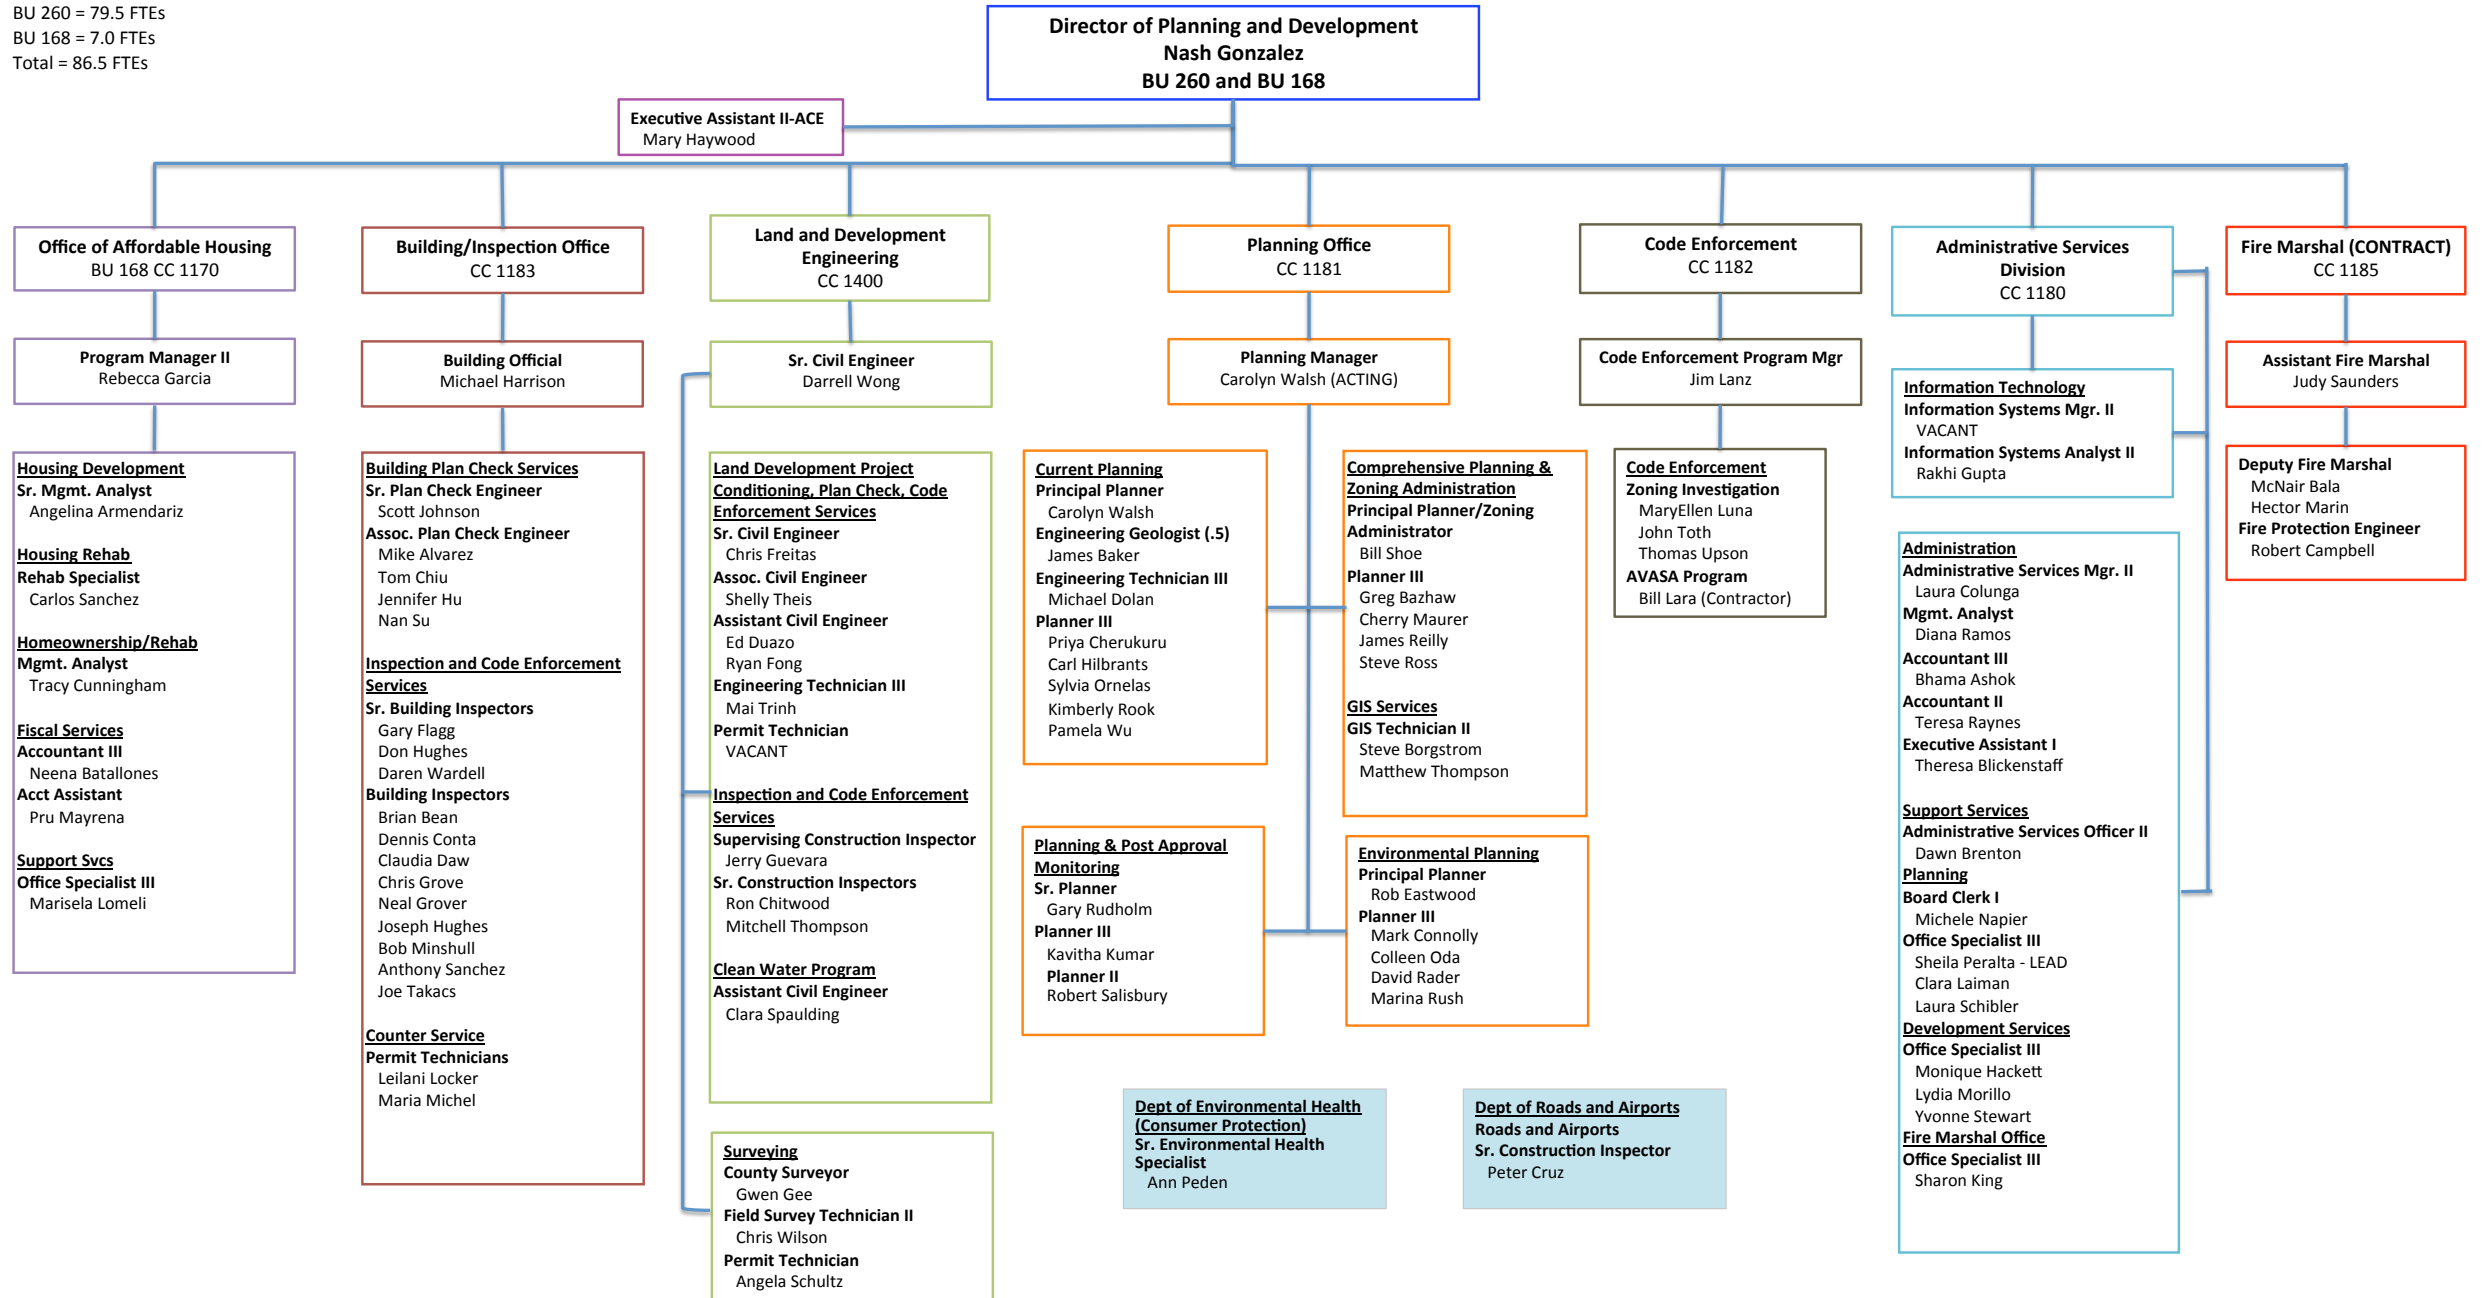 BU 260 = 79.5 FTEs
BU 168 = 7.0 FTEs
Total = 86.5 FTEs
Director of Planning and Development
Nash Gonzalez
BU 260 and BU 168
Executive Assistant II-ACE
Mary Haywood
Office of Affordable Housing
BU 168 CC 1170
Program Manager II
Rebecca Garcia
Housing Development
Sr. Mgmt. Analyst
Angelina Armendariz
Housing Rehab
Rehab Specialist
Carlos Sanchez
Homeownership/Rehab
Mgmt. Analyst
Tracy Cunningham
Fiscal Services
Accountant III
Neena Batallones
Acct Assistant
Pru Mayrena
Support Svcs
Office Specialist III
Marisela Lomeli
Building/Inspection Office
CC 1183
Building Official
Michael Harrison
Building Plan Check Services
Sr. Plan Check Engineer
Scott Johnson
Assoc. Plan Check Engineer
Mike Alvarez
Tom Chiu
Jennifer Hu
Nan Su
Inspection and Code Enforcement
Services
Sr. Building Inspectors
Gary Flagg
Don Hughes
Daren Wardell
Building Inspectors
Brian Bean
Dennis Conta
Claudia Daw
Chris Grove
Neal Grover
Joseph Hughes
Bob Minshull
Anthony Sanchez
Joe Takacs
Counter Service
Permit Technicians
Leilani Locker
Maria Michel
Land and Development
Engineering
CC 1400
Sr. Civil Engineer
Darrell Wong
Land Development Project
Conditioning, Plan Check, Code
Enforcement Services
Sr. Civil Engineer
Chris Freitas
Assoc. Civil Engineer
Shelly Theis
Assistant Civil Engineer
Ed Duazo
Ryan Fong
Engineering Technician III
Mai Trinh
Permit Technician
VACANT
Inspection and Code Enforcement
Services
Supervising Construction Inspector
Jerry Guevara
Sr. Construction Inspectors
Ron Chitwood
Mitchell Thompson
Clean Water Program
Assistant Civil Engineer
Clara Spaulding
Surveying
County Surveyor
Gwen Gee
Field Survey Technician II
Chris Wilson
Permit Technician
Angela Schultz
Planning Office
CC 1181
Planning Manager
Carolyn Walsh (ACTING)
Current Planning
Principal Planner
Carolyn Walsh
Engineering Geologist (.5)
James Baker
Engineering Technician III
Michael Dolan
Planner III
Priya Cherukuru
Carl Hilbrants
Sylvia Ornelas
Kimberly Rook
Pamela Wu
Comprehensive Planning &
Zoning Administration
Principal Planner/Zoning
Administrator
Bill Shoe
Planner III
Greg Bazhaw
Cherry Maurer
James Reilly
Steve Ross
GIS Services
GIS Technician II
Steve Borgstrom
Matthew Thompson
Planning & Post Approval
Monitoring
Sr. Planner
Gary Rudholm
Planner III
Kavitha Kumar
Planner II
Robert Salisbury
Environmental Planning
Principal Planner
Rob Eastwood
Planner III
Mark Connolly
Colleen Oda
David Rader
Marina Rush
Dept of Environmental Health
(Consumer Protection)
Sr. Environmental Health
Specialist
Ann Peden
Dept of Roads and Airports
Roads and Airports
Sr. Construction Inspector
Peter Cruz
Code Enforcement
CC 1182
Code Enforcement Program Mgr
Jim Lanz
Code Enforcement
Zoning Investigation
MaryEllen Luna
John Toth
Thomas Upson
AVASA Program
Bill Lara (Contractor)
Administrative Services
Division
CC 1180
Information Technology
Information Systems Mgr. II
VACANT
Information Systems Analyst II
Rakhi Gupta
Administration
Administrative Services Mgr. II
Laura Colunga
Mgmt. Analyst
Diana Ramos
Accountant III
Bhama Ashok
Accountant II
Teresa Raynes
Executive Assistant I
Theresa Blickenstaff
Support Services
Administrative Services Officer II
Dawn Brenton
Planning
Board Clerk I
Michele Napier
Office Specialist III
Sheila Peralta - LEAD
Clara Laiman
Laura Schibler
Development Services
Office Specialist III
Monique Hackett
Lydia Morillo
Yvonne Stewart
Fire Marshal Office
Office Specialist III
Sharon King
Fire Marshal (CONTRACT)
CC 1185
Assistant Fire Marshal
Judy Saunders
Deputy Fire Marshal
McNair Bala
Hector Marin
Fire Protection Engineer
Robert Campbell